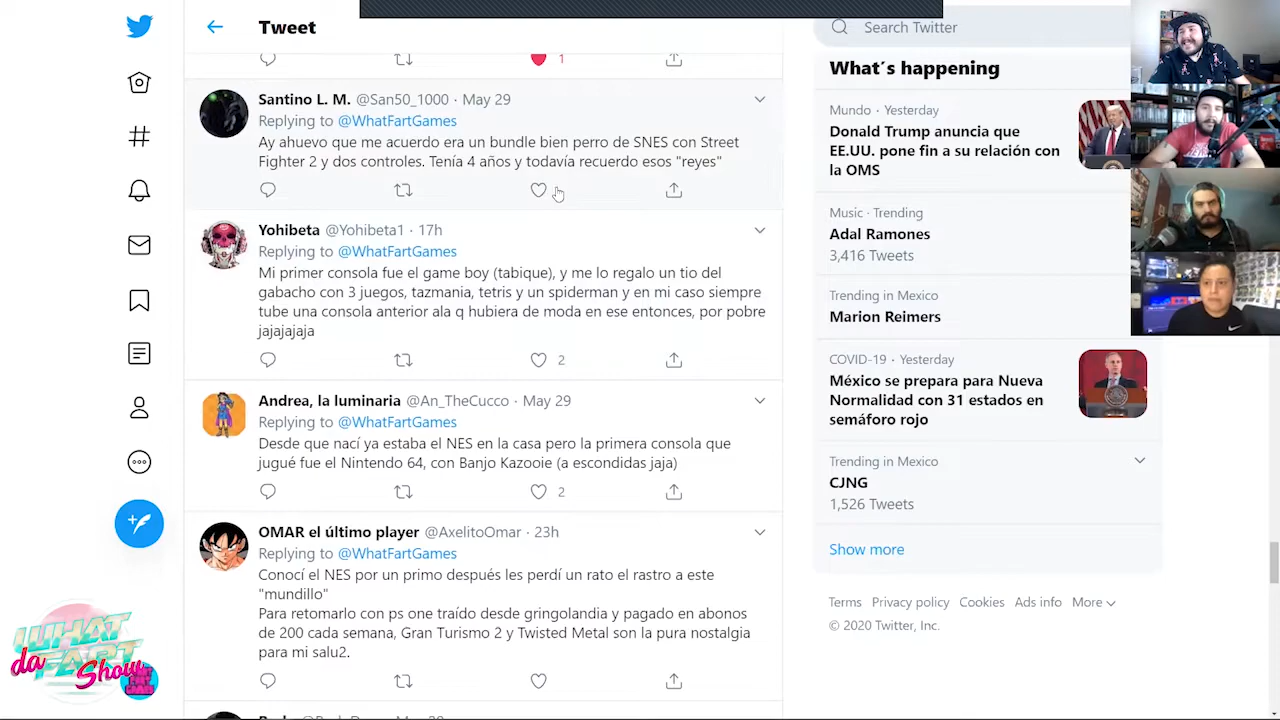 Tweet
Search Twitter
1
Santino L. M. @San50_1000 · May 29
Replying to @WhatFartGames
Ay ahuevo que me acuerdo era un bundle bien perro de SNES con Street
Fighter 2 y dos controles. Tenía 4 años y todavía recuerdo esos "reyes"
Yohibeta @Yohibeta1 · 17h
Replying to @WhatFartGames
Mi primer consola fue el game boy (tabique), y me lo regalo un tio del
gabacho con 3 juegos, tazmania, tetris y un spiderman y en mi caso siempre
tube una consola anterior ala q hubiera de moda en ese entonces, por pobre
jajajajaja
2
Andrea, la luminaria @An_TheCucco · May 29
Replying to @WhatFartGames
Desde que nací ya estaba el NES en la casa pero la primera consola que
jugué fue el Nintendo 64, con Banjo Kazooie (a escondidas jaja)
2
OMAR el último player @AxelitoOmar · 23h
Replying to @WhatFartGames
Conocí el NES por un primo después les perdí un rato el rastro a este
"mundillo"
Para retomarlo con ps one traído desde gringolandia y pagado en abonos
de 200 cada semana, Gran Turismo 2 y Twisted Metal son la pura nostalgia
para mi salu2.
What's happening
Mundo · Yesterday
Donald Trump anuncia que
EE.UU. pone fin a su relación con
la OMS
Music · Trending
Adal Ramones
3,416 Tweets
Trending in Mexico
Marion Reimers
COVID-19 · Yesterday
México se prepara para Nueva
Normalidad con 31 estados en
semáforo rojo
Trending in Mexico
CJNG
1,526 Tweets
Show more
Terms Privacy policy Cookies Ads info More
© 2020 Twitter, Inc.
WHAT
da FART
Show